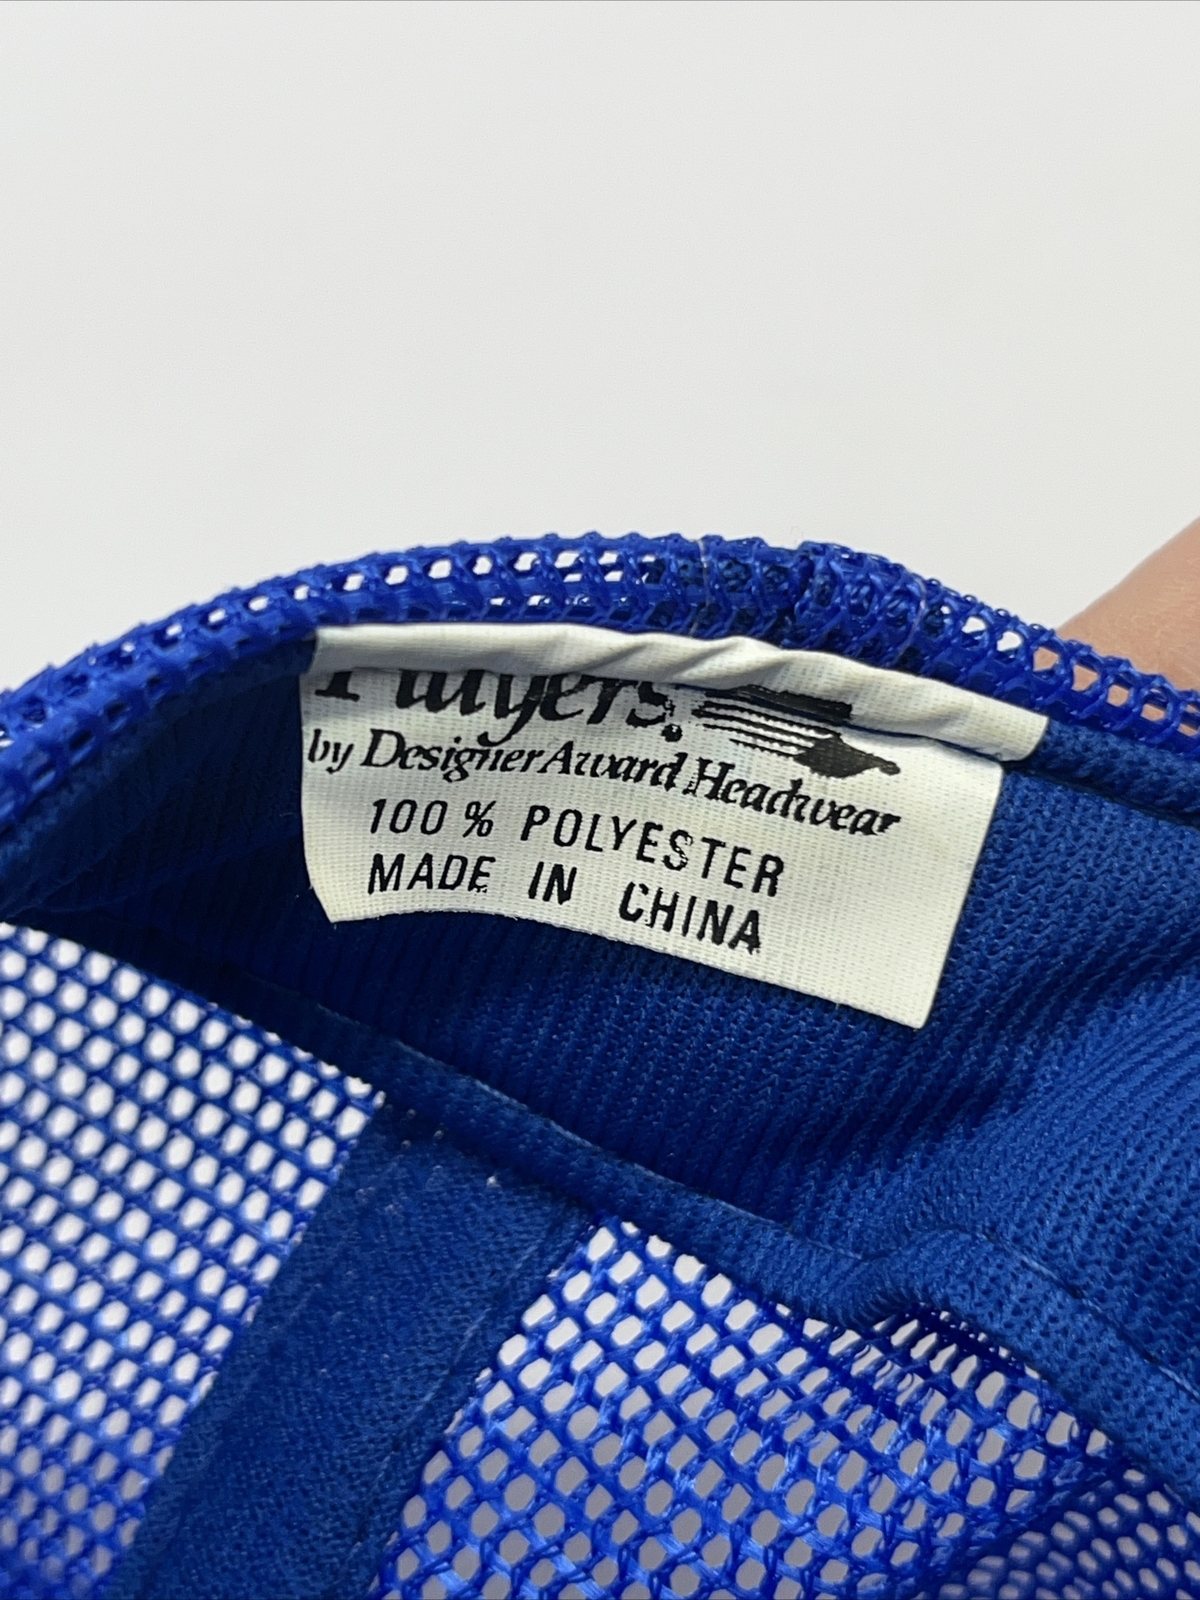 by Designer Award Headwear
100% POLYESTER
MADE IN CHINA